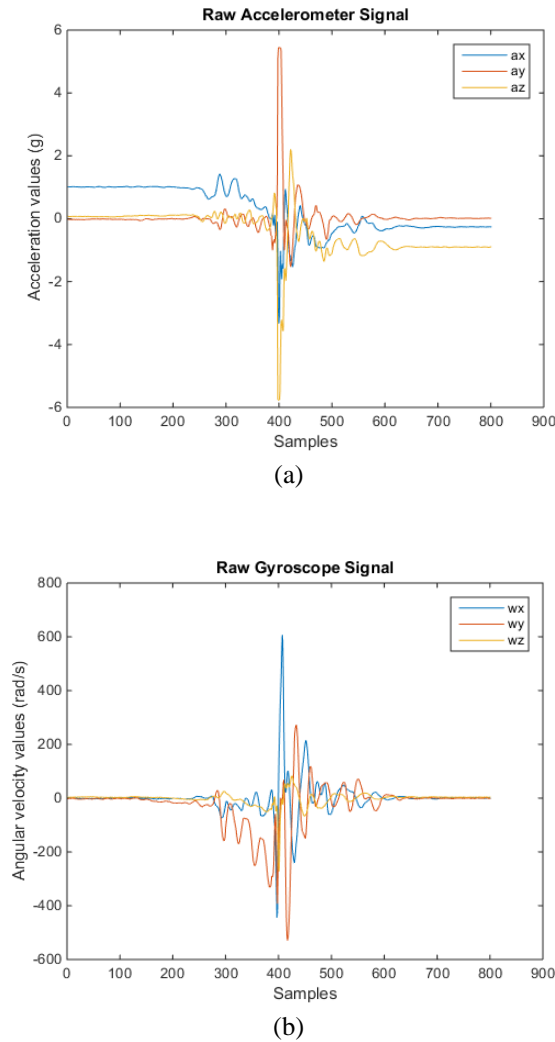 Raw Accelerometer Signal
6
4
2
0
-2
-4
-6
Acceleration values (g)
ax
ay
az
0 100 200 300 400 500 600 700 800 900
Samples
(a)
Raw Gyroscope Signal
800
600
400
200
0
-200
-400
-600
Angular velocity values (rad/s)
wx
wy
wz
0 100 200 300 400 500 600 700 800 900
Samples
(b)